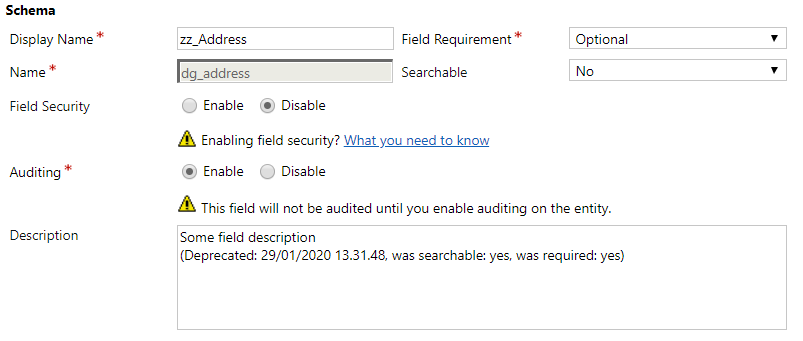 Schema
Display Name* zz_Address Field Requirement* Optional
Name* dg_address Searchable No
Field Security Enable Disable
Enabling field security? What you need to know
Auditing* Enable Disable
This field will not be audited until you enable auditing on the entity.
Description Some field description
(Deprecated: 29/01/2020 13.31.48, was searchable: yes, was required: yes)